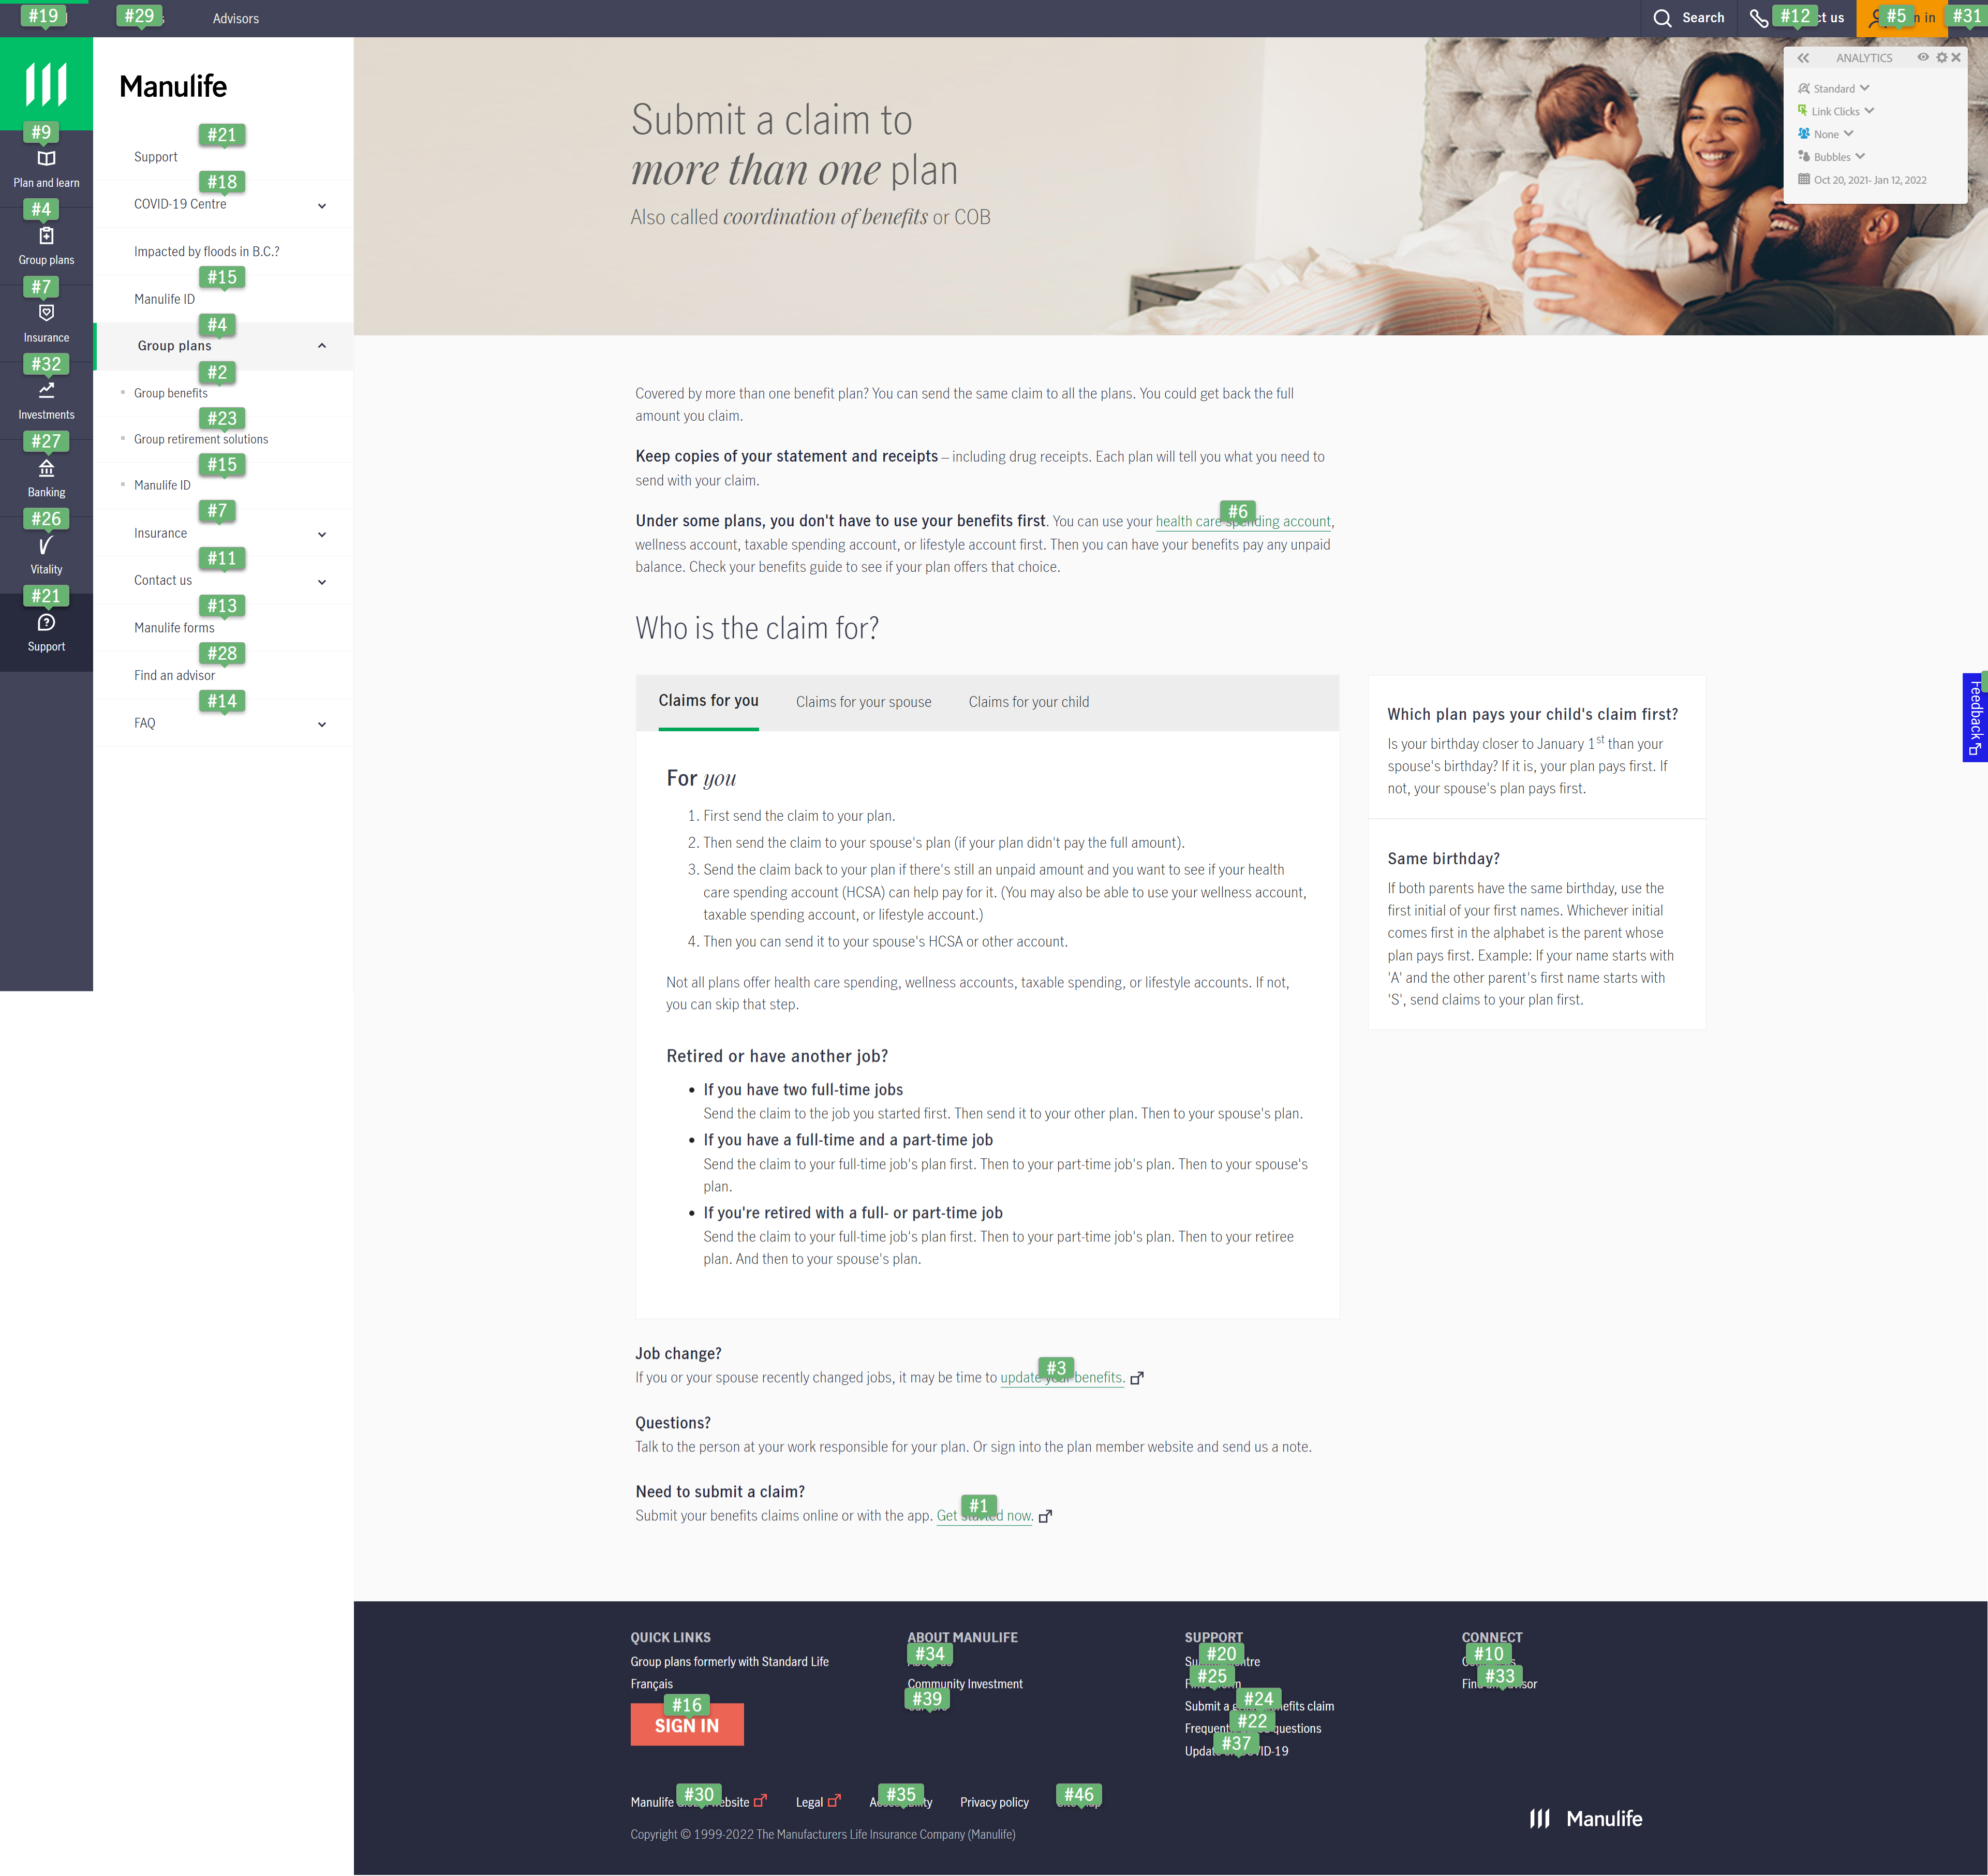 #19
#29
Advisors
Search
#12
ct us
#5
n in
#31
Manulife
ANALYTICS
Standard
Link Clicks
None
Bubbles
Oct 20, 2021- Jan 12, 2022
#9
Plan and learn
#4
Group plans
#7
Insurance
#32
Investments
#27
Banking
#26
Vitality
#21
Support
#21
Support
#18
COVID-19 Centre
Impacted by floods in B.C.?
#15
Manulife ID
#4
Group plans
#2
Group benefits
#23
Group retirement solutions
#15
Manulife ID
#7
Insurance
#11
Contact us
#13
Manulife forms
#28
Find an advisor
#14
FAQ
Submit a claim to
more than one plan
Also called coordination of benefits or COB
Covered by more than one benefit plan? You can send the same claim to all the plans. You could get back the full
amount you claim.
Keep copies of your statement and receipts – including drug receipts. Each plan will tell you what you need to
send with your claim.
#6
Under some plans, you don't have to use your benefits first. You can use your health care spending account,
wellness account, taxable spending account, or lifestyle account first. Then you can have your benefits pay any unpaid
balance. Check your benefits guide to see if your plan offers that choice.
Who is the claim for?
Claims for you
Claims for your spouse
Claims for your child
For you
1. First send the claim to your plan.
2. Then send the claim to your spouse's plan (if your plan didn't pay the full amount).
3. Send the claim back to your plan if there's still an unpaid amount and you want to see if your health
care spending account (HCSA) can help pay for it. (You may also be able to use your wellness account,
taxable spending account, or lifestyle account.)
4. Then you can send it to your spouse's HCSA or other account.
Not all plans offer health care spending, wellness accounts, taxable spending, or lifestyle accounts. If not,
you can skip that step.
Retired or have another job?
• If you have two full-time jobs
Send the claim to the job you started first. Then send it to your other plan. Then to your spouse's plan.
• If you have a full-time and a part-time job
Send the claim to your full-time job's plan first. Then to your part-time job's plan. Then to your spouse's
plan.
• If you're retired with a full- or part-time job
Send the claim to your full-time job's plan first. Then to your part-time job's plan. Then to your retiree
plan. And then to your spouse's plan.
Which plan pays your child's claim first?
Is your birthday closer to January 1st than your
spouse's birthday? If it is, your plan pays first. If
not, your spouse's plan pays first.
Same birthday?
If both parents have the same birthday, use the
first initial of your first names. Whichever initial
comes first in the alphabet is the parent whose
plan pays first. Example: If your name starts with
'A' and the other parent's first name starts with
'S', send claims to your plan first.
Feedback
Job change?
#3
If you or your spouse recently changed jobs, it may be time to update your benefits.
Questions?
Talk to the person at your work responsible for your plan. Or sign into the plan member website and send us a note.
Need to submit a claim?
#1
Submit your benefits claims online or with the app. Get started now.
QUICK LINKS
Group plans formerly with Standard Life
Français
#16
SIGN IN
ABOUT MANULIFE
#34
Community Investment
#39
SUPPORT
#20
#25
Submit a
#24
efits claim
#22
Frequent
questions
#37
Updat
VID-19
CONNECT
#10
#33
Manulife
#30
ebsite
Legal
#35
Privacy policy
#46
Copyright © 1999-2022 The Manufacturers Life Insurance Company (Manulife)
Manulife